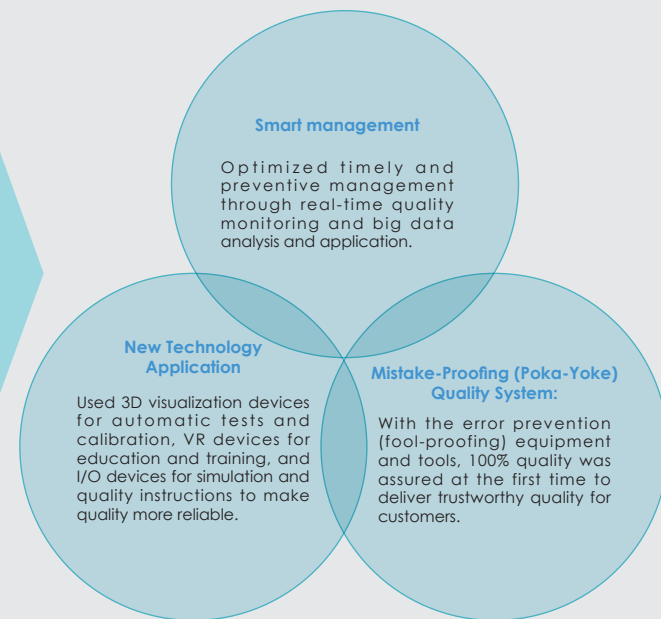 Smart management
Optimized timely and
preventive management
through real-time quality
monitoring and big data
analysis and application.
New Technology
Application
Used 3D visualization devices
for automatic tests and
calibration, VR devices for
education and training, and
I/O devices for simulation and
quality instructions to make
quality more reliable.
Mistake-Proofing (Poka-Yoke)
Quality System:
With the error prevention
(fool-proofing) equipment
and tools, 100% quality was
assured at the first time to
deliver trustworthy quality for
customers.